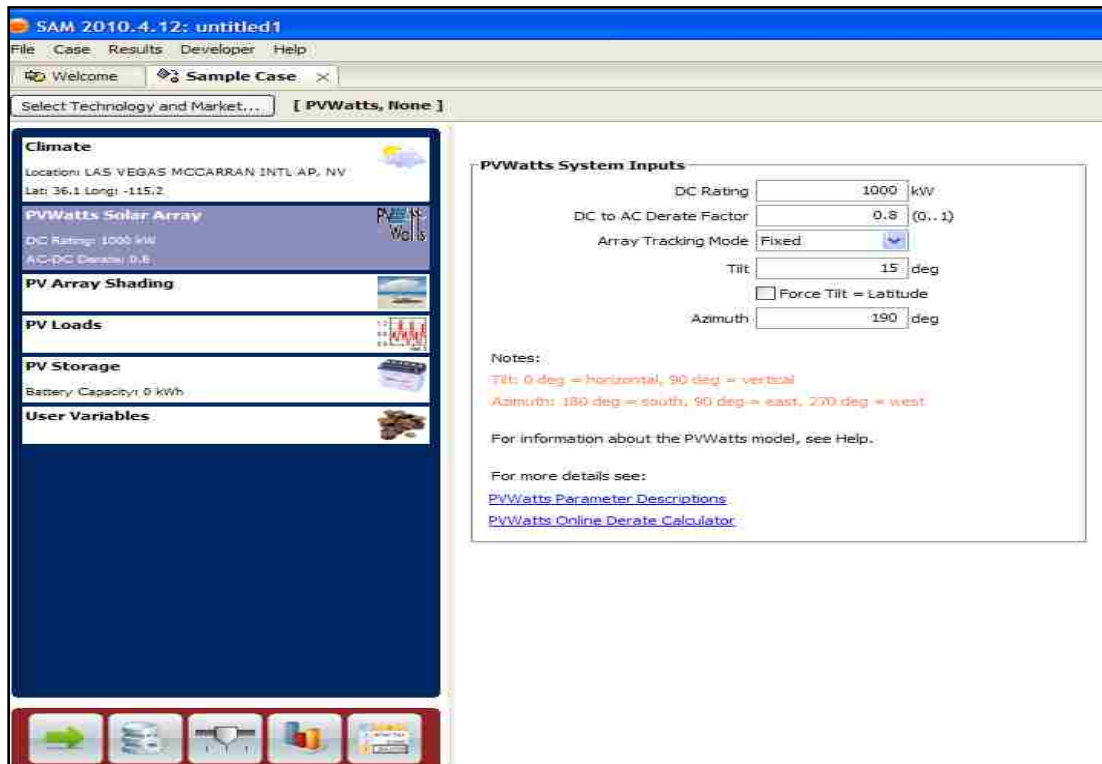 SAM 2010.4.12: untitled1
File Case Results Developer Help
Welcome Sample Case
Select Technology and Market... [ PVWatts, None ]
Climate
Location: LAS VEGAS MCCARRAN INTL AP, NV
Lat: 36.1 Long: -115.2
PVWatts Solar Array
DC Rating: 1000 kW
AC-DC Derate: 0.8
PV Watts
PV Array Shading
PV Loads
PV Storage
Battery Capacity: 0 kWh
User Variables
PVWatts System Inputs
DC Rating 1000 kW
DC to AC Derate Factor 0.8 (0..1)
Array Tracking Mode Fixed
Tilt 15 deg
Force Tilt = Latitude
Azimuth 190 deg
Notes:
Tilt: 0 deg = horizontal, 90 deg = vertical
Azimuth: 180 deg = south, 90 deg = east, 270 deg = west
For information about the PVWatts model, see Help.
For more details see:
PVWatts Parameter Descriptions
PVWatts Online Derate Calculator